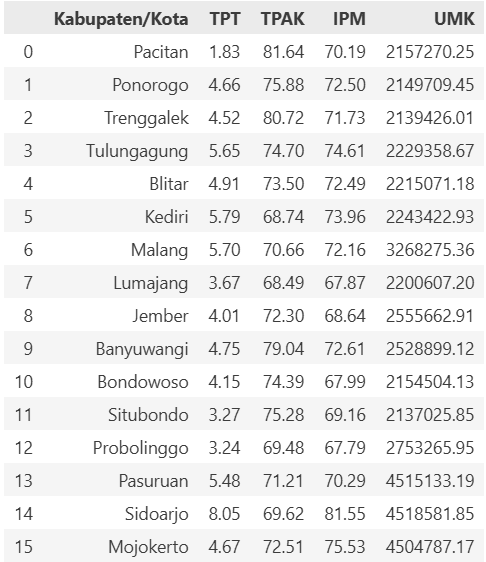 Kabupaten/Kota TPT TPAK IPM UMK
0 Pacitan 1.83 81.64 70.19 2157270.25
1 Ponorogo 4.66 75.88 72.50 2149709.45
2 Trenggalek 4.52 80.72 71.73 2139426.01
3 Tulungagung 5.65 74.70 74.61 2229358.67
4 Blitar 4.91 73.50 72.49 2215071.18
5 Kediri 5.79 68.74 73.96 2243422.93
6 Malang 5.70 70.66 72.16 3268275.36
7 Lumajang 3.67 68.49 67.87 2200607.20
8 Jember 4.01 72.30 68.64 2555662.91
9 Banyuwangi 4.75 79.04 72.61 2528899.12
10 Bondowoso 4.15 74.39 67.99 2154504.13
11 Situbondo 3.27 75.28 69.16 2137025.85
12 Probolinggo 3.24 69.48 67.79 2753265.95
13 Pasuruan 5.48 71.21 70.29 4515133.19
14 Sidoarjo 8.05 69.62 81.55 4518581.85
15 Mojokerto 4.67 72.51 75.53 4504787.17